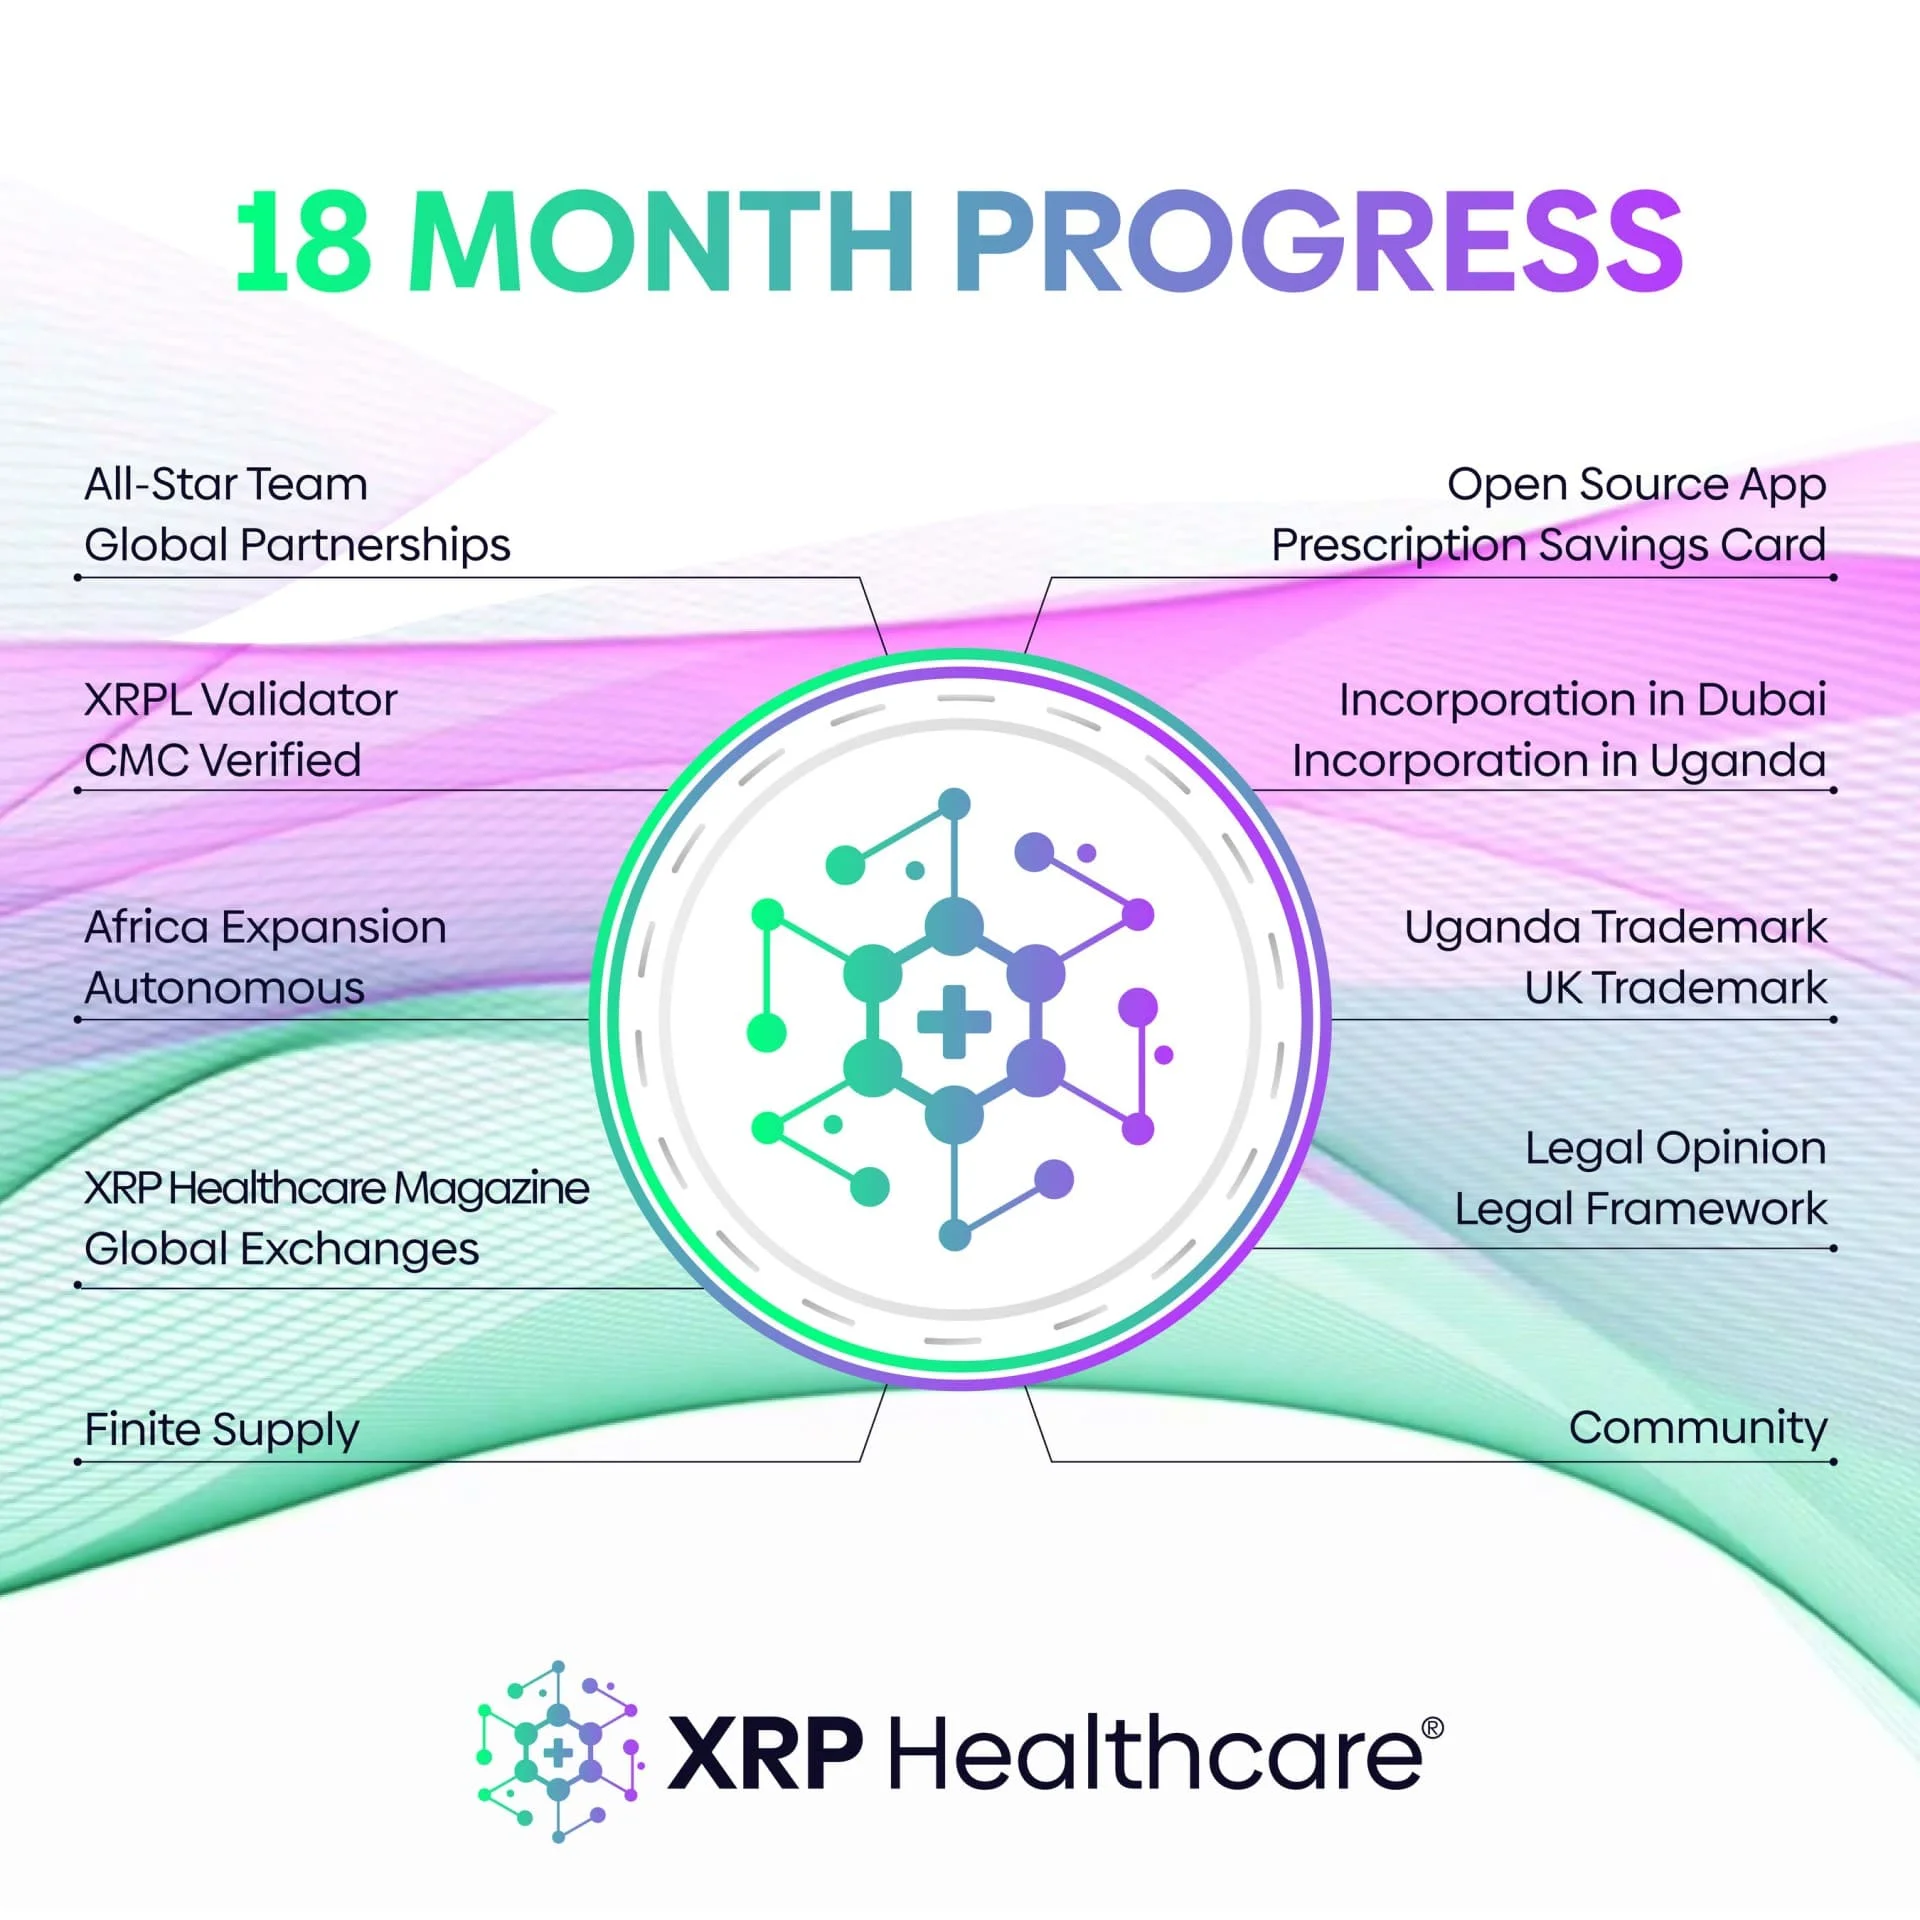 18 MONTH PROGRESS
All-Star Team
Global Partnerships
XRPL Validator
CMC Verified
Africa Expansion
Autonomous
XRP Healthcare Magazine
Global Exchanges
Finite Supply
Open Source App
Prescription Savings Card
Incorporation in Dubai
Incorporation in Uganda
Uganda Trademark
UK Trademark
Legal Opinion
Legal Framework
Community
XRP Healthcare®